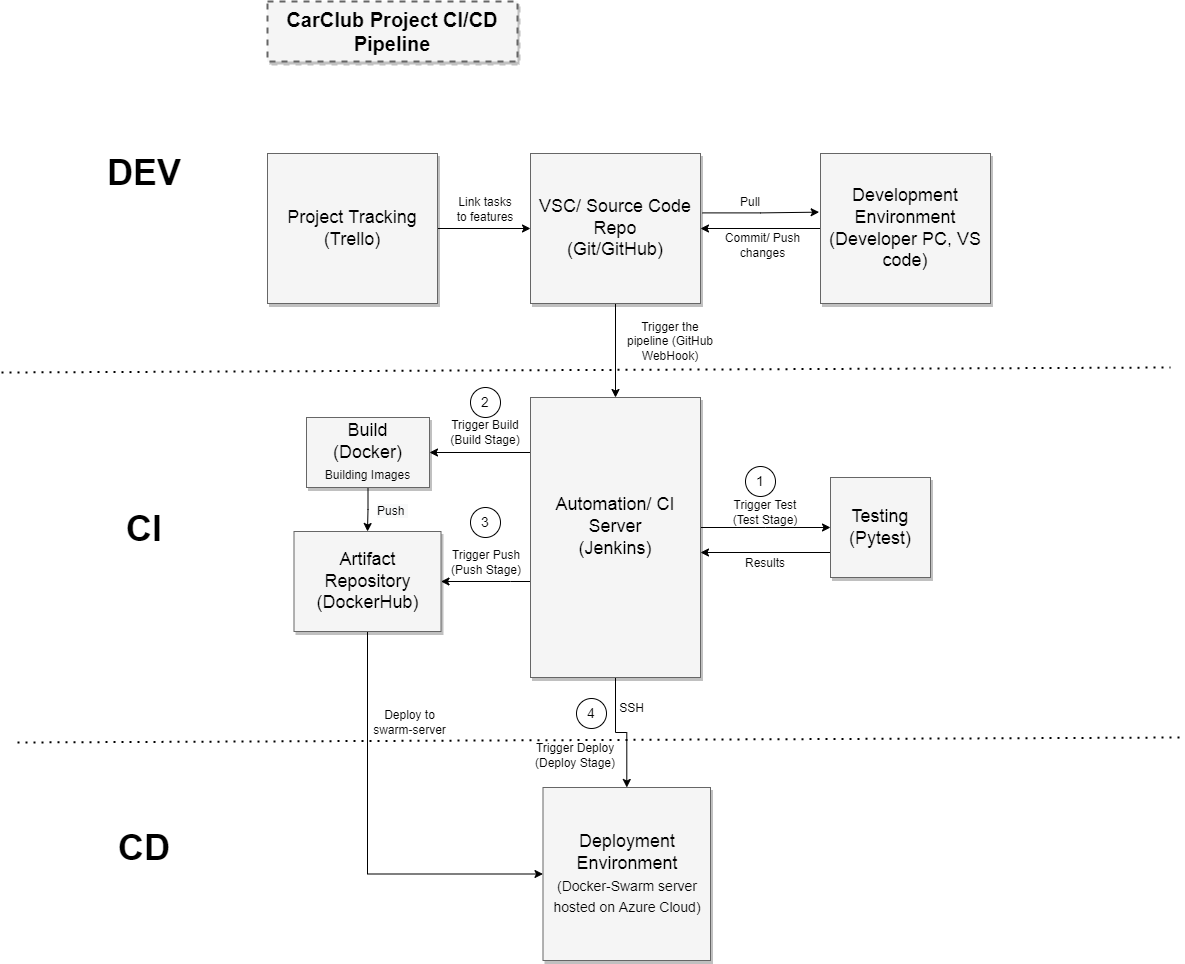 CarClub Project CI/CD
Pipeline
DEV
Project Tracking
(Trello)
Link tasks
to features
VSC/ Source Code
Repo
(Git/GitHub)
Pull
Commit/ Push
changes
Development
Environment
(Developer PC, VS
code)
Trigger the
pipeline (GitHub
WebHook)
CI
Build
(Docker)
Building Images
2
Trigger Build
(Build Stage)
Push
3
Trigger Push
(Push Stage)
Artifact
Repository
(DockerHub)
Automation/ CI
Server
(Jenkins)
1
Trigger Test
(Test Stage)
Results
Testing
(Pytest)
Deploy to
swarm-server
4
SSH
Trigger Deploy
(Deploy Stage)
CD
Deployment
Environment
(Docker-Swarm server
hosted on Azure Cloud)